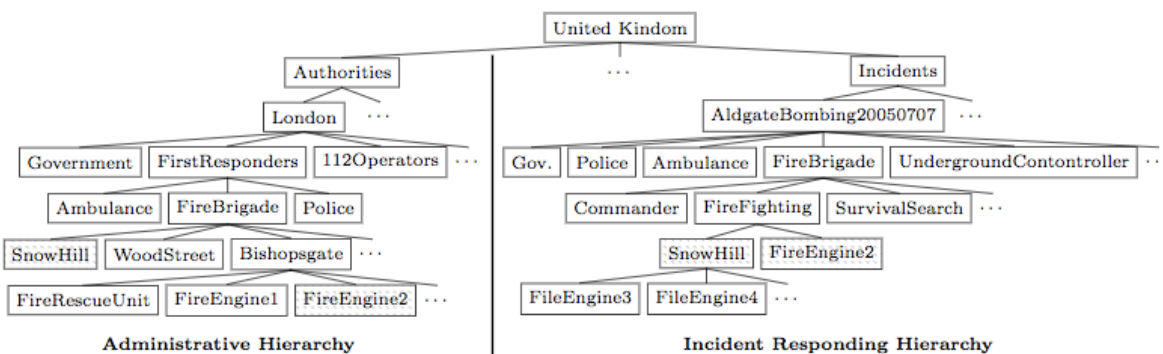 United Kindom
Authorities ... Incidents
London ... AldgateBombing20050707 ...
Government FirstResponders 112Operators ... Gov. Police Ambulance FireBrigade UndergroundContontroller ...
Ambulance FireBrigade Police Commander FireFighting SurvivalSearch ...
SnowHill WoodStreet Bishopsgate ... SnowHill FireEngine2
FireRescueUnit FireEngine1 FireEngine2 ... FileEngine3 FileEngine4 ...
Administrative Hierarchy Incident Responding Hierarchy